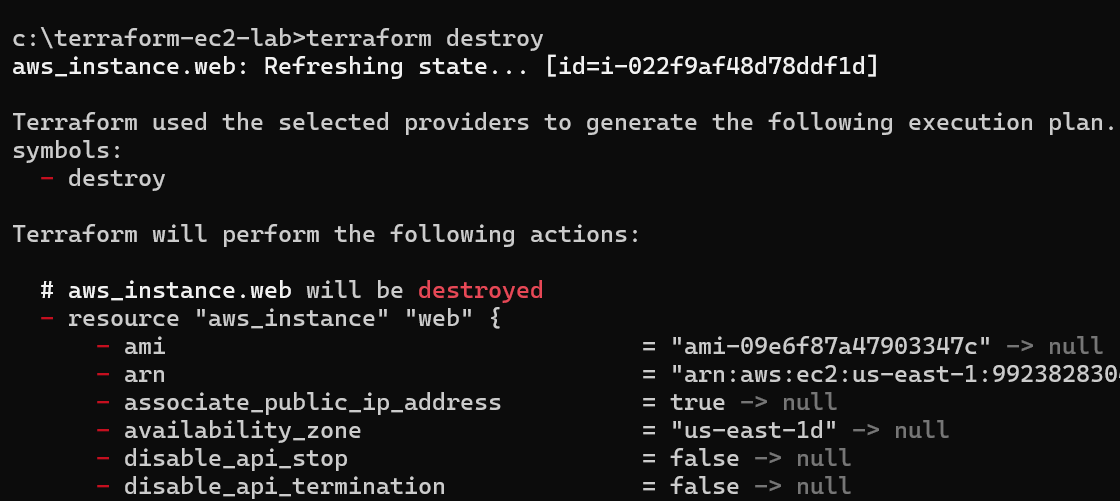 c:\terraform-ec2-lab>terraform destroy
aws_instance.web: Refreshing state... [id=i-022f9af48d78ddf1d]
Terraform used the selected providers to generate the following execution plan.
symbols:
- destroy
Terraform will perform the following actions:
# aws_instance.web will be destroyed
- resource "aws_instance" "web" {
- ami = "ami-09e6f87a47903347c" -> null
- arn = "arn:aws:ec2:us-east-1:992382830
- associate_public_ip_address = true -> null
- availability_zone = "us-east-1d" -> null
- disable_api_stop = false -> null
- disable_api_termination = false -> null